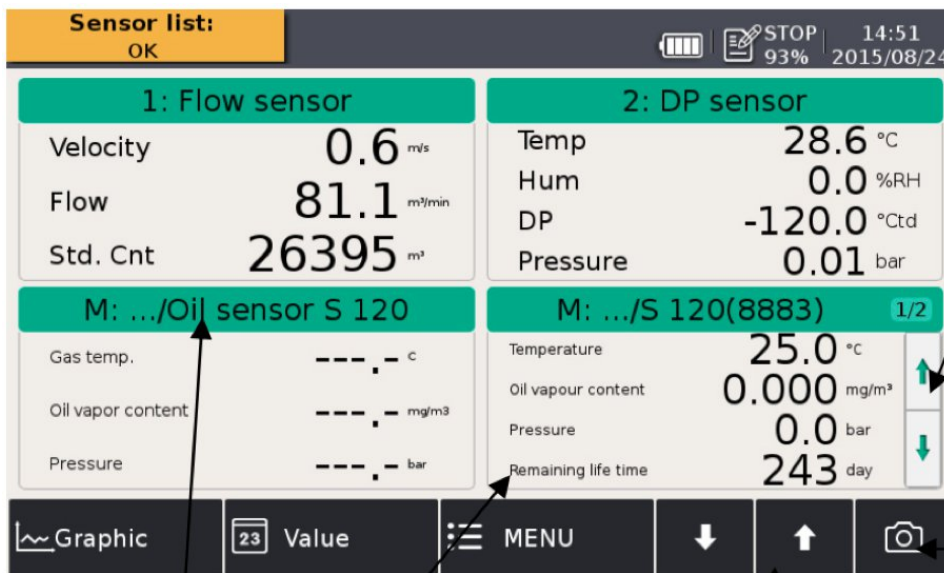 Sensor list:
OK
STOP 14:51
93% 2015/08/24
1: Flow sensor
Velocity 0.6 m/s
Flow 81.1 m³/min
Std. Cnt 26395 m³
2: DP sensor
Temp 28.6 °C
Hum 0.0 %RH
DP -120.0 °Ctd
Pressure 0.01 bar
M: .../Oil sensor S 120
Gas temp. ---.- c
Oil vapor content ---.- mg/m3
Pressure ---.- bar
M: .../S 120(8883) 1/2
Temperature 25.0 °C
Oil vapour content 0.000 mg/m³
Pressure 0.0 bar
Remaining life time 243 day
Graphic 23 Value MENU